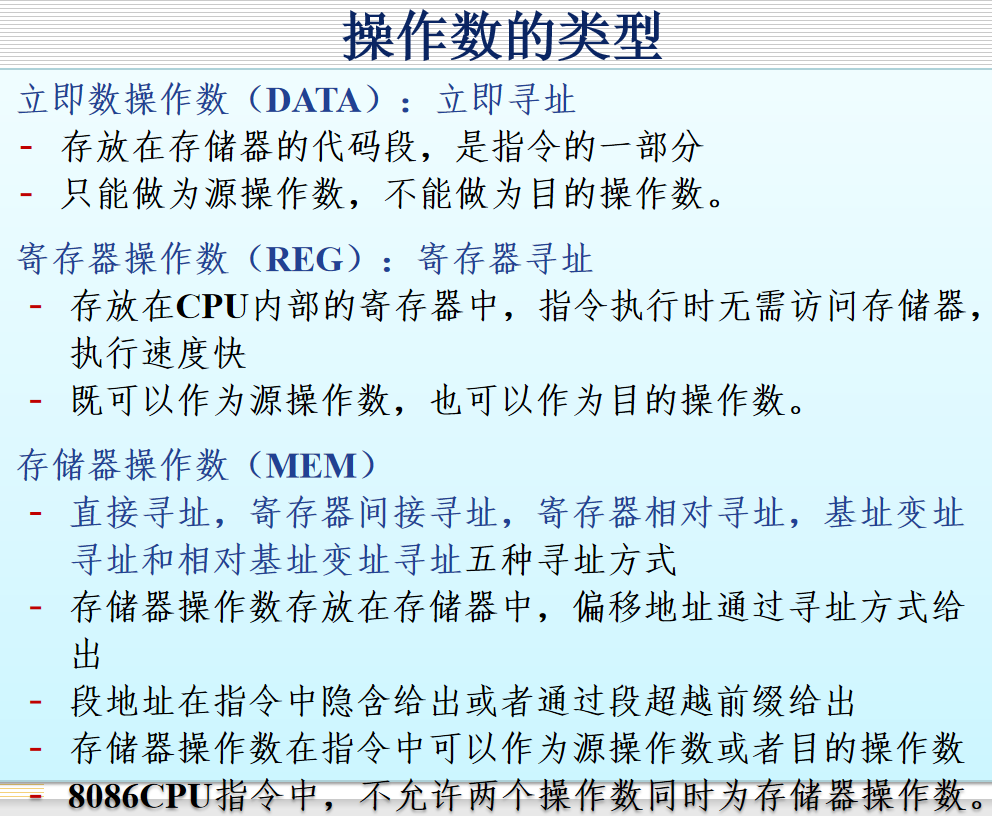 操作数的类型
立即数操作数（DATA）：立即寻址
- 存放在存储器的代码段，是指令的一部分
- 只能做为源操作数，不能做为目的操作数。
寄存器操作数（REG）：寄存器寻址
- 存放在CPU内部的寄存器中，指令执行时无需访问存储器，
执行速度快
- 既可以作为源操作数，也可以作为目的操作数。
存储器操作数（MEM）
- 直接寻址，寄存器间接寻址，寄存器相对寻址，基址变址
寻址和相对基址变址寻址五种寻址方式
- 存储器操作数存放在存储器中，偏移地址通过寻址方式给
出
- 段地址在指令中隐含给出或者通过段超越前缀给出
- 存储器操作数在指令中可以作为源操作数或者目的操作数
- 8086CPU指令中，不允许两个操作数同时为存储器操作数。